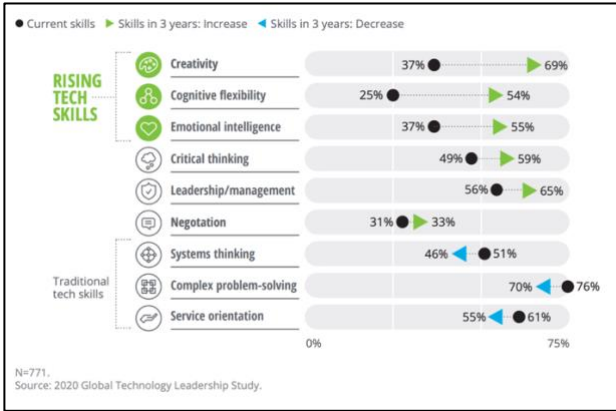 Current skills Skills in 3 years: Increase Skills in 3 years: Decrease
RISING
TECH
SKILLS
Creativity 37% 69%
Cognitive flexibility 25% 54%
Emotional intelligence 37% 55%
Critical thinking 49% 59%
Leadership/management 56% 65%
Negotation 31% 33%
Traditional
tech skills
Systems thinking 46% 51%
Complex problem-solving 70% 76%
Service orientation 55% 61%
0% 75%
N=771.
Source: 2020 Global Technology Leadership Study.